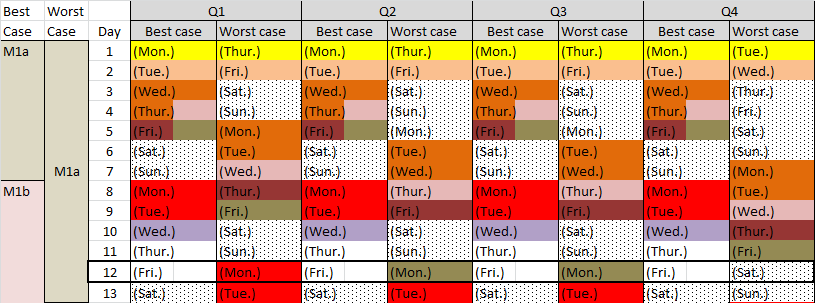 Best Worst Q1 Q2 Q3 Q4
Case Case Day Best case Worst case Best case Worst case Best case Worst case Best case Worst case
M1a 1 (Mon.) (Thur.) (Mon.) (Thur.) (Mon.) (Thur.) (Mon.) (Tue.)
2 (Tue.) (Fri.) (Tue.) (Fri.) (Tue.) (Fri.) (Tue.) (Wed.)
3 (Wed.) (Sat.) (Wed.) (Sat.) (Wed.) (Sat.) (Wed.) (Thur.)
4 (Thur.) (Sun.) (Thur.) (Sun.) (Thur.) (Sun.) (Thur.) (Fri.)
5 (Fri.) (Mon.) (Fri.) (Mon.) (Fri.) (Mon.) (Fri.) (Sat.)
6 (Sat.) (Tue.) (Sat.) (Tue.) (Sat.) (Tue.) (Sat.) (Sun.)
M1a 7 (Sun.) (Wed.) (Sun.) (Wed.) (Sun.) (Wed.) (Sun.) (Mon.)
M1b 8 (Mon.) (Thur.) (Mon.) (Thur.) (Mon.) (Thur.) (Mon.) (Tue.)
9 (Tue.) (Fri.) (Tue.) (Fri.) (Tue.) (Fri.) (Tue.) (Wed.)
10 (Wed.) (Sat.) (Wed.) (Sat.) (Wed.) (Sat.) (Wed.) (Thur.)
11 (Thur.) (Sun.) (Thur.) (Sun.) (Thur.) (Sun.) (Thur.) (Fri.)
12 (Fri.) (Mon.) (Fri.) (Mon.) (Fri.) (Mon.) (Fri.) (Sat.)
13 (Sat.) (Tue.) (Sat.) (Tue.) (Sat.) (Tue.) (Sat.) (Sun.)